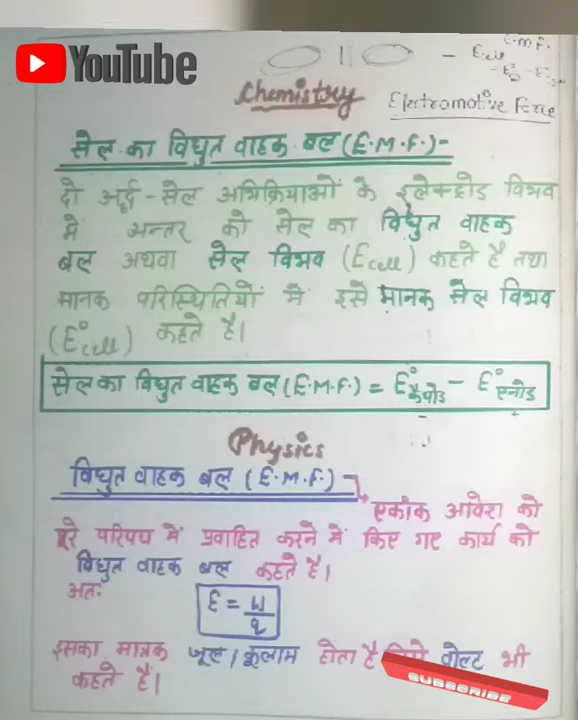 YouTube
E.M.F.
Ecell
Chemistry
Electromotive Force
सेल का विघुत वाहक बल (E.M.F.)-
दो अर्द्ध-सेल अभिक्रियाओं के इलेक्ट्रोड विभव
में अन्तर को सेल का विघुत वाहक
बल अथवा सेल विभव (Ecell) कहते है तथा
मानक परिस्थितियों में इसे मानक सेल विभव
(E°cell) कहते है।
सेल का विघुत वाहक बल (E.M.F.) = E°कैथोड - E°एनोड
Physics
विघुत वाहक बल (E.M.F.)
एकांक आवेश को
पूरे परिपथ में प्रवाहित करने में किए गए कार्य को
विघुत वाहक बल कहते है।
अतः
E = W/q
इसका मात्रक जूल/कूलाम होता है वोल्ट भी
कहते है।
SUBSCRIBE